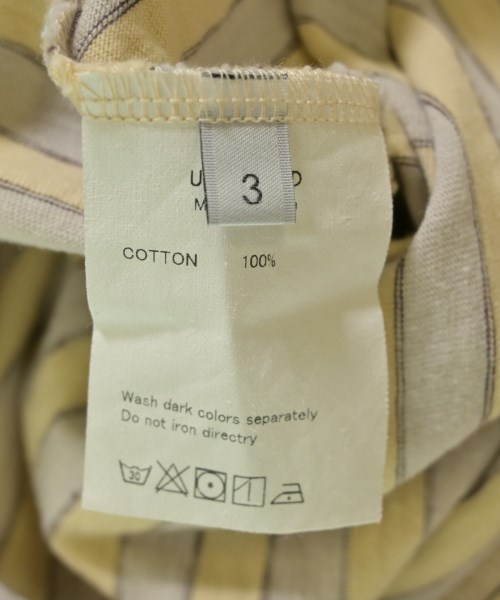 3
COTTON 100%
Wash dark colors separately
Do not iron directry
30